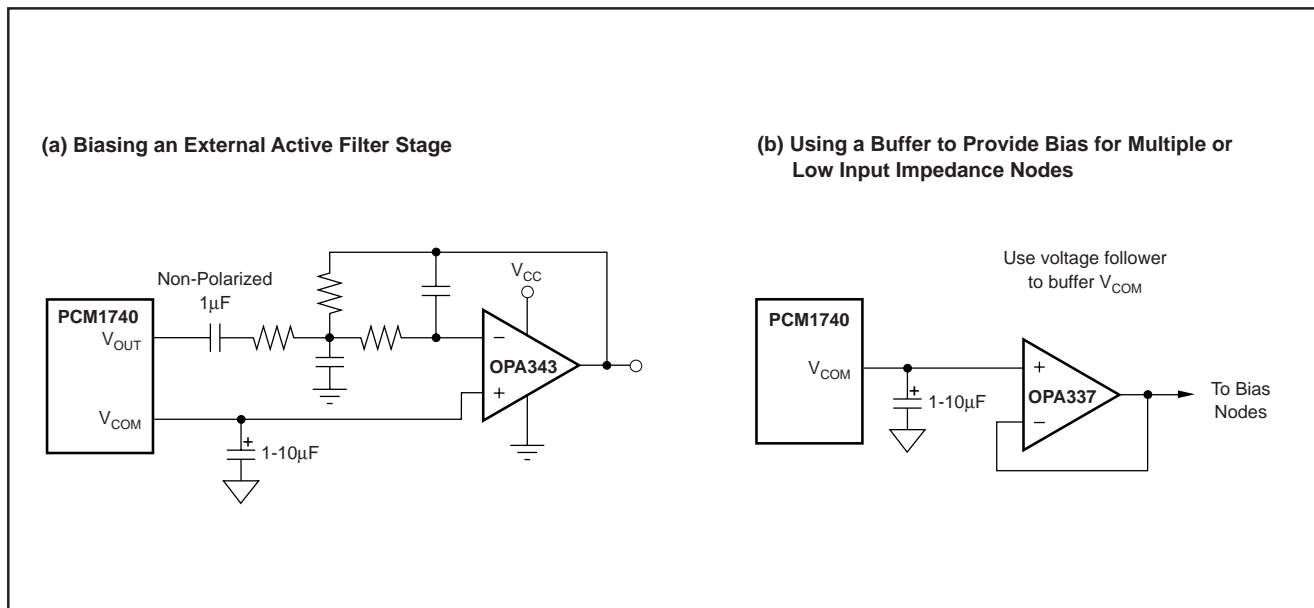 (a) Biasing an External Active Filter Stage
Non-Polarized
1μF
V_CC
PCM1740
V_OUT
−
OPA343
+
V_COM
+
1-10μF
(b) Using a Buffer to Provide Bias for Multiple or
Low Input Impedance Nodes
Use voltage follower
to buffer V_COM
PCM1740
V_COM
+
OPA337
−
+
1-10μF
To Bias
Nodes